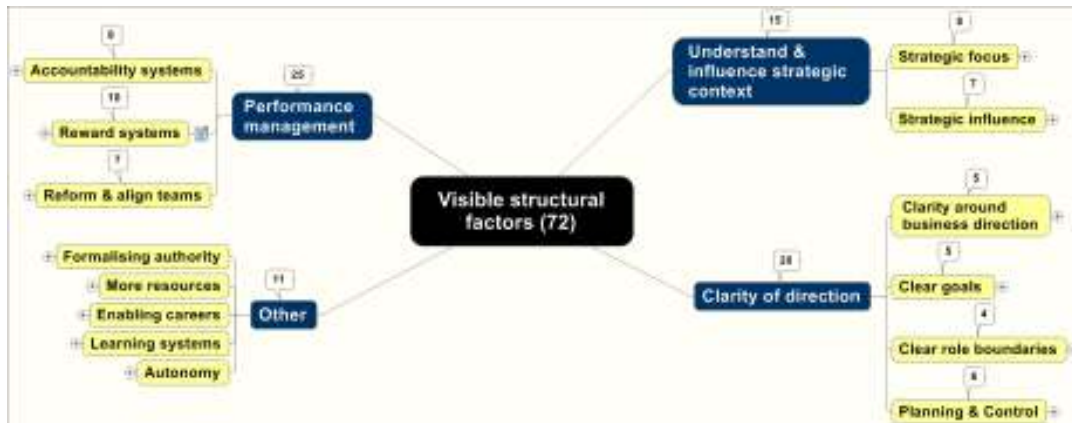 8
Accountability systems
25
10
Performance
management
Reward systems
7
Reform & align teams
15
Understand &
influence strategic
context
8
Strategic focus
7
Strategic influence
Visible structural
factors (72)
Formalising authority
More resources
11
Enabling careers
Other
Learning systems
Autonomy
Clarity of direction
5
Clarity around
business direction
5
Clear goals
4
Clear role boundaries
6
Planning & Control